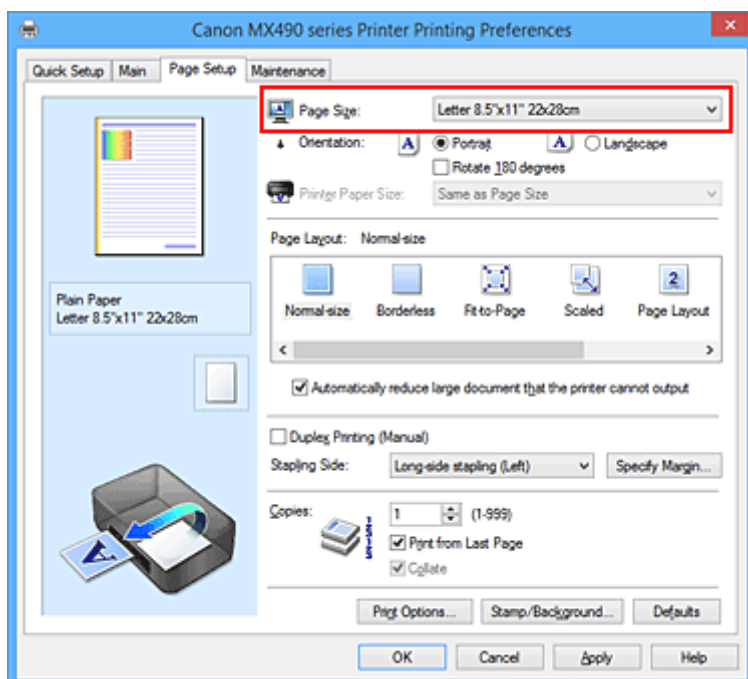 Canon MX490 series Printer Printing Preferences
Quick Setup Main Page Setup Maintenance
Page Size: Letter 8.5"x11" 22x28cm
Orientation: A Portrait A Landscape
Rotate 180 degrees
Printer Paper Size: Same as Page Size
Page Layout: Normal-size
Normal-size Borderless Fit-to-Page Scaled Page Layout
Automatically reduce large document that the printer cannot output
Plain Paper
Letter 8.5"x11" 22x28cm
Duplex Printing (Manual)
Stapling Side: Long-side stapling (Left) Specify Margin...
Copies: 1 (1-999)
Print from Last Page
Collate
Print Options... Stamp/Background... Defaults
OK Cancel Apply Help